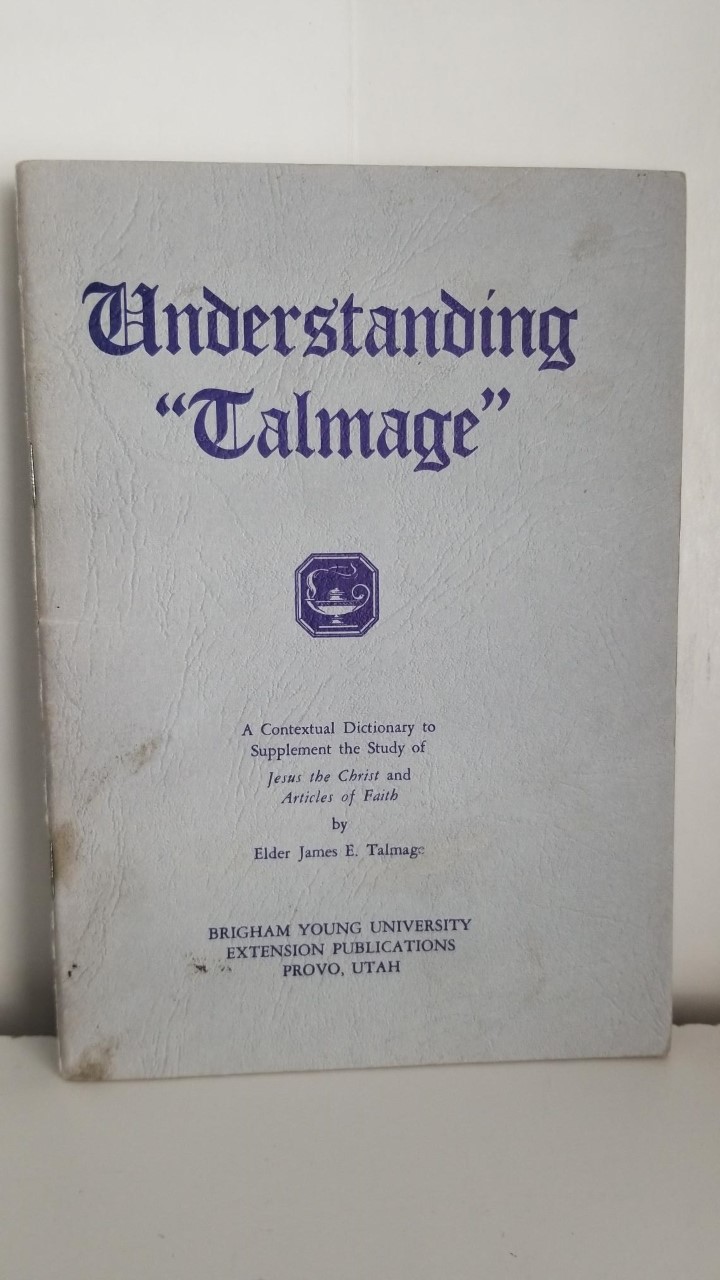 Understanding
“Talmage”
A Contextual Dictionary to
Supplement the Study of
Jesus the Christ and
Articles of Faith
by
Elder James E. Talmage
BRIGHAM YOUNG UNIVERSITY
EXTENSION PUBLICATIONS
PROVO, UTAH